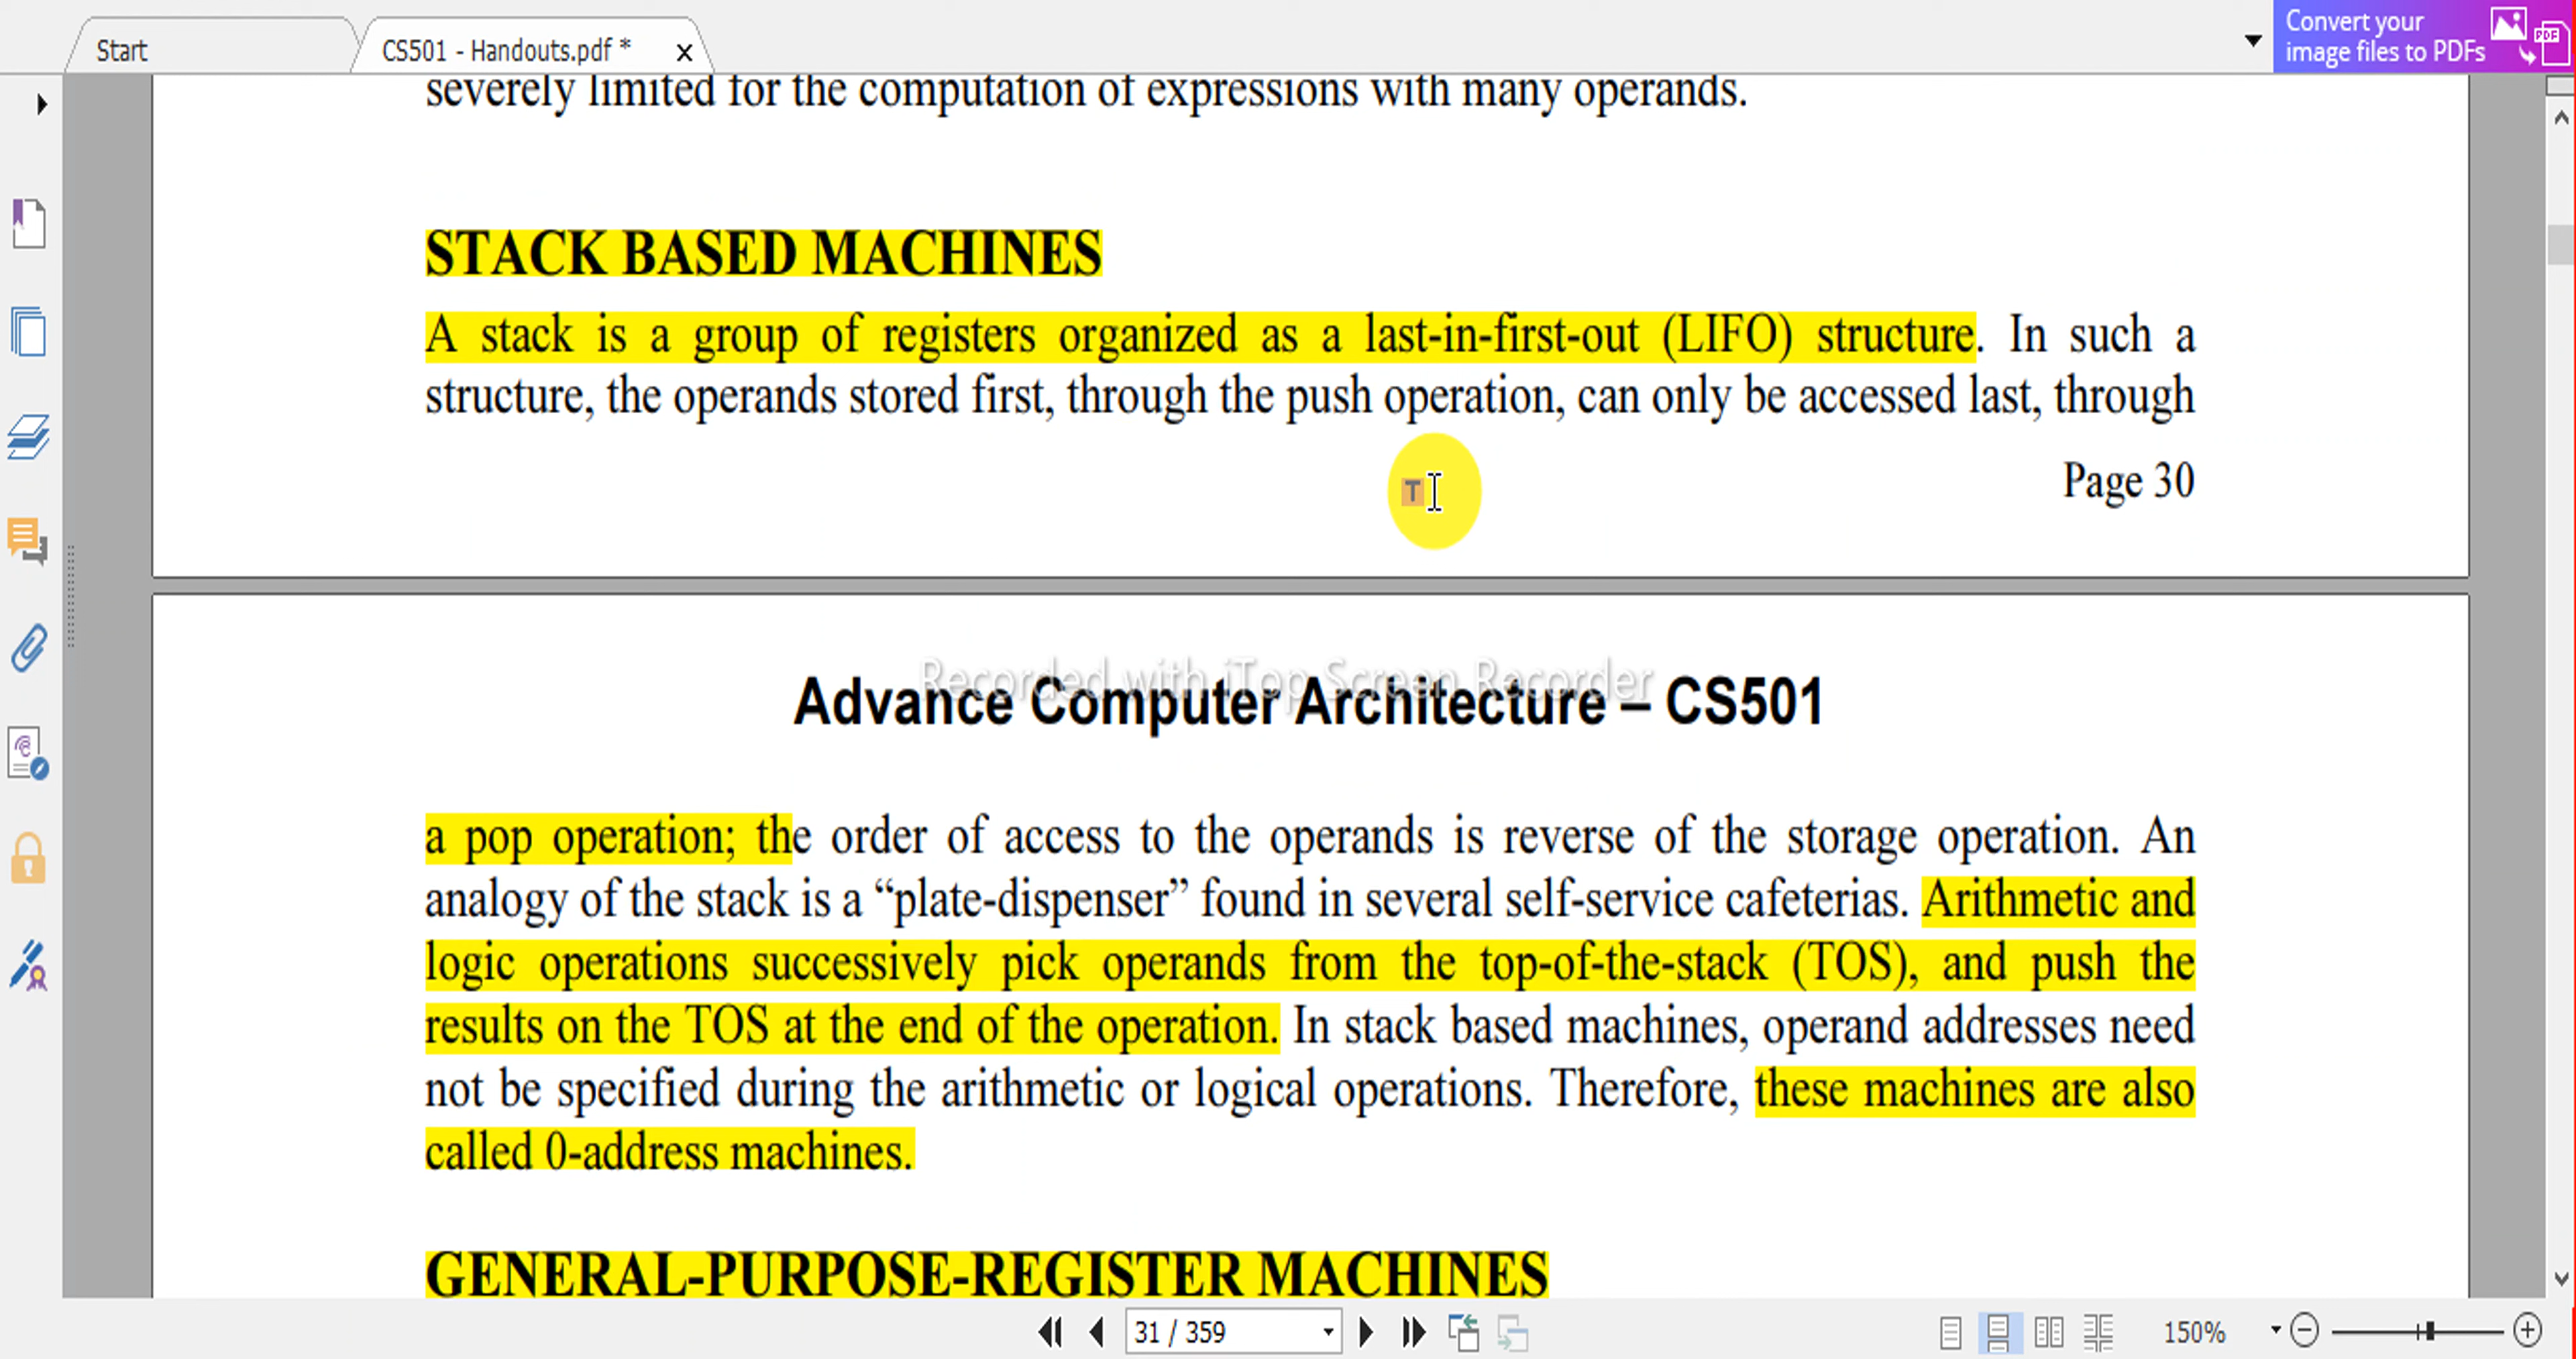 Start
CS501 - Handouts.pdf *
Convert your
image files to PDFs
PDF
severely limited for the computation of expressions with many operands.
STACK BASED MACHINES
A stack is a group of registers organized as a last-in-first-out (LIFO) structure. In such a
structure, the operands stored first, through the push operation, can only be accessed last, through
T
Page 30
Recorded with iTop Screen Recorder
Advance Computer Architecture – CS501
a pop operation; the order of access to the operands is reverse of the storage operation. An
analogy of the stack is a “plate-dispenser” found in several self-service cafeterias. Arithmetic and
logic operations successively pick operands from the top-of-the-stack (TOS), and push the
results on the TOS at the end of the operation. In stack based machines, operand addresses need
not be specified during the arithmetic or logical operations. Therefore, these machines are also
called 0-address machines.
GENERAL-PURPOSE-REGISTER MACHINES
31 / 359
150%